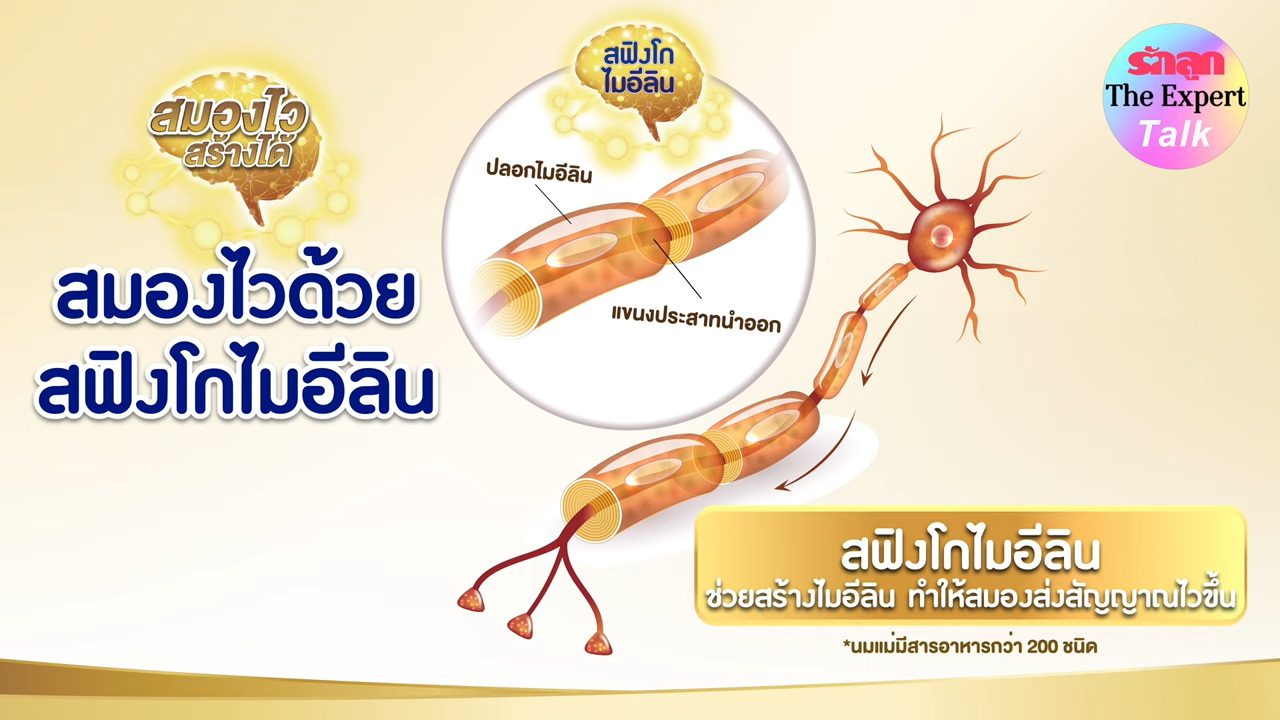 สมองไว
สร้างได้
สมองไวด้วย
สฟิงโกไมอีลิน
สฟิงโก
ไมอีลิน
ปลอกไมอีลิน
แขนงประสาทนำออก
รักลูก
The Expert
Talk
สฟิงโกไมอีลิน
ช่วยสร้างไมอีลิน ทำให้สมองส่งสัญญาณไวขึ้น
*นมแม่มีสารอาหารกว่า 200 ชนิด